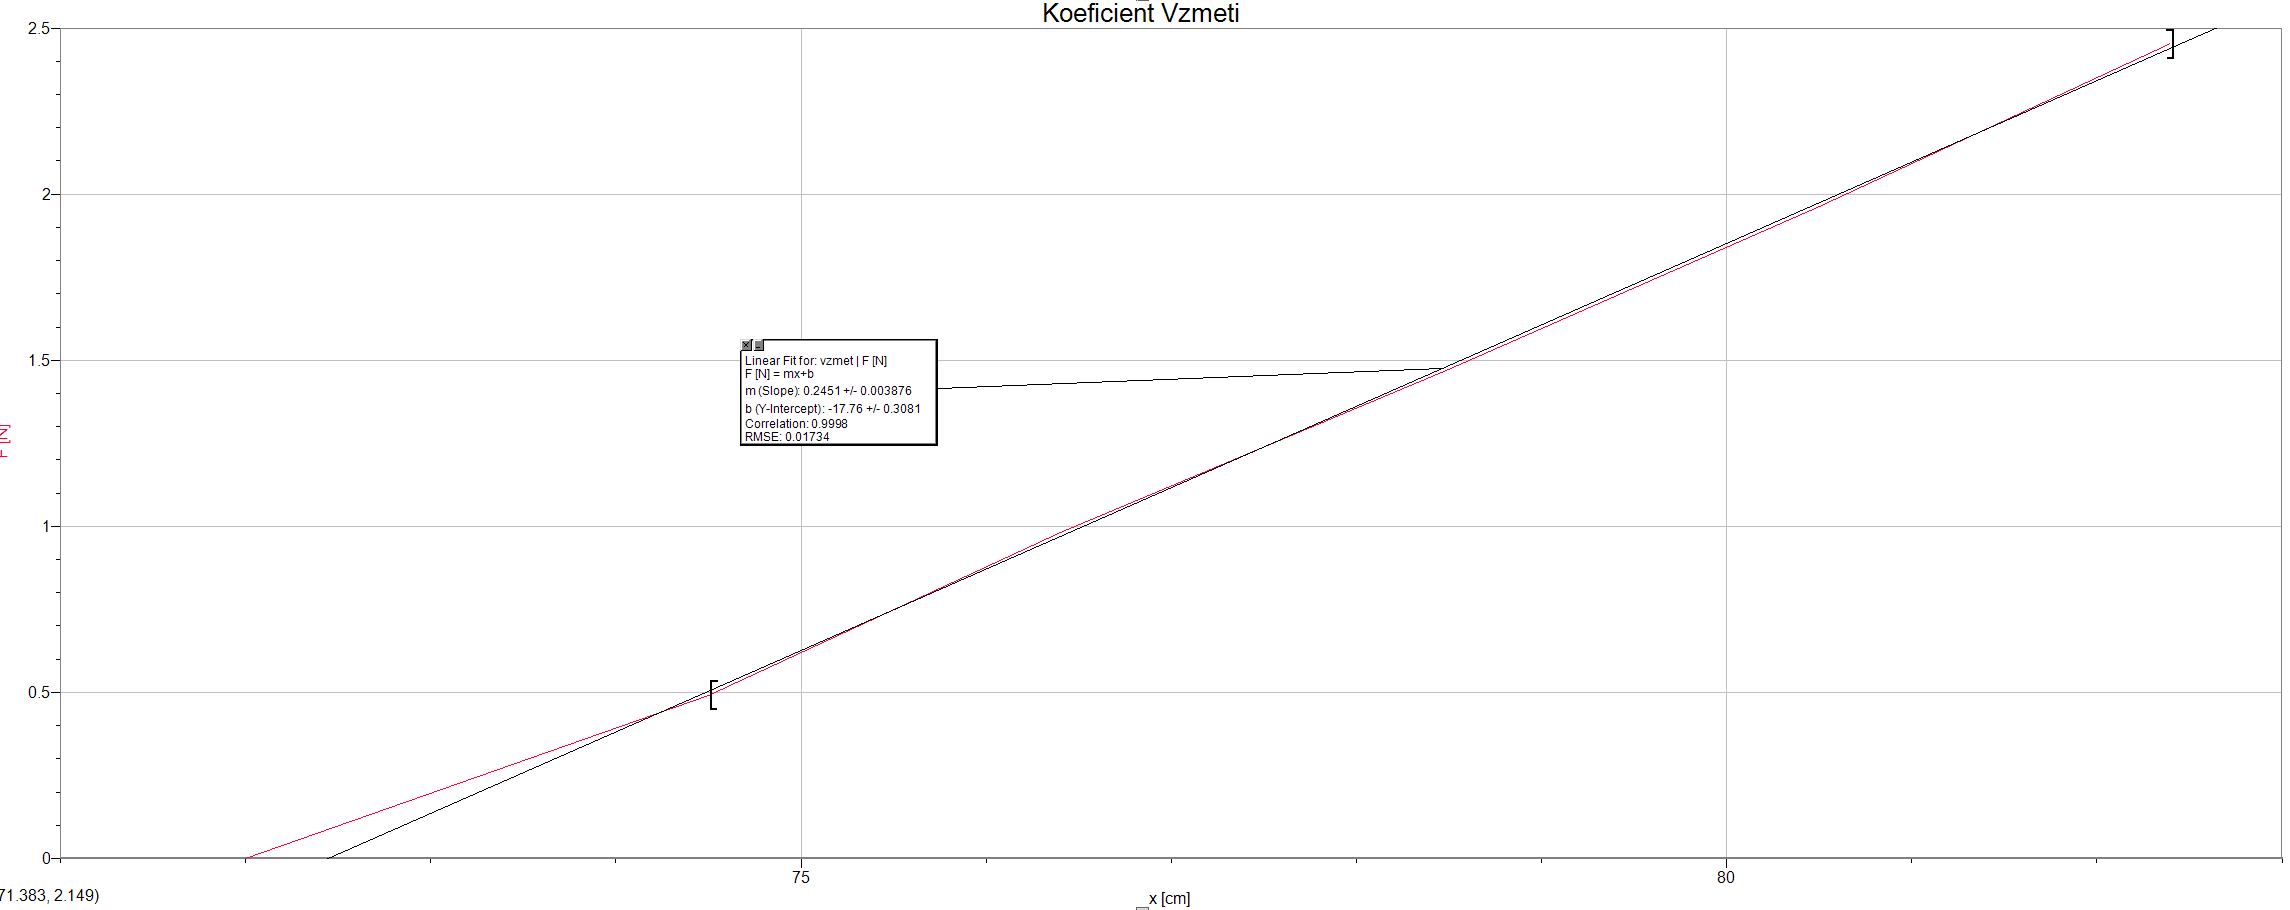 Koeficient Vzmeti
2.5
2
1.5
1
0.5
0
F [N]
Linear Fit for: vzmet | F [N]
F [N] = mx+b
m (Slope): 0.2451 +/- 0.003876
b (Y-Intercept): -17.76 +/- 0.3081
Correlation: 0.9998
RMSE: 0.01734
75
80
x [cm]
71.383, 2.149)